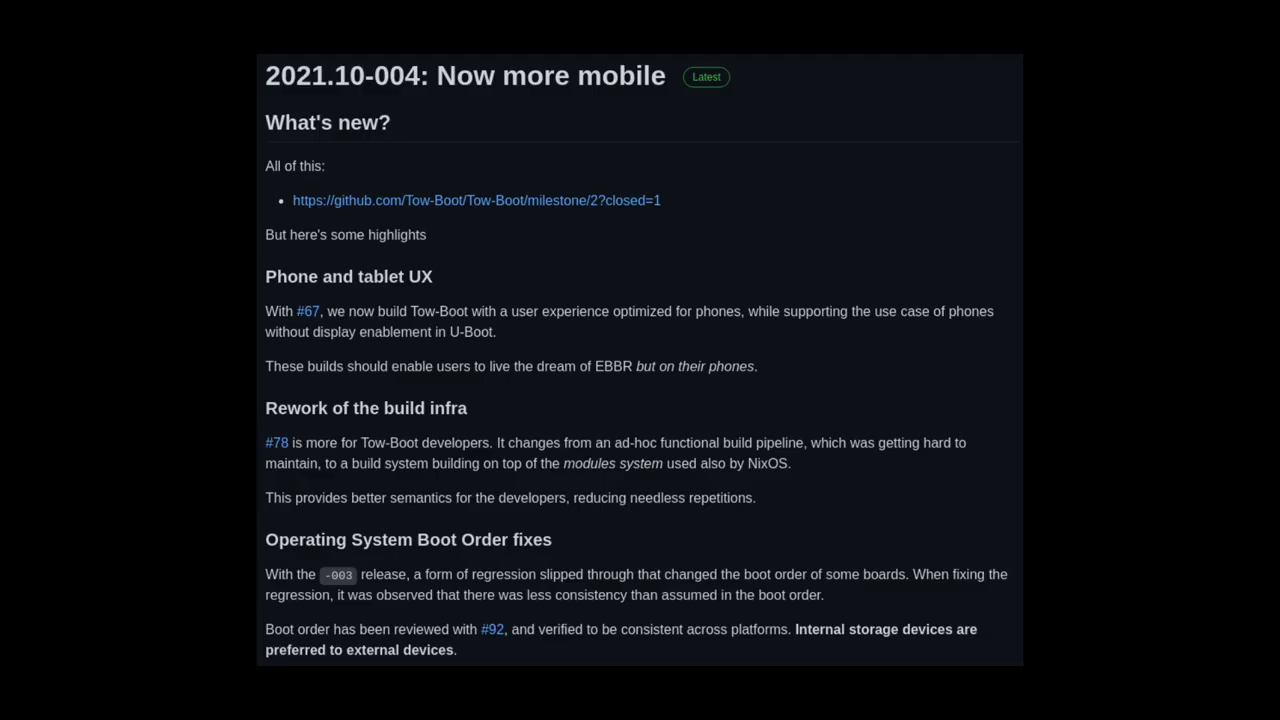 2021.10-004: Now more mobile Latest
What's new?
All of this:
• https://github.com/Tow-Boot/Tow-Boot/milestone/2?closed=1
But here's some highlights
Phone and tablet UX
With #67, we now build Tow-Boot with a user experience optimized for phones, while supporting the use case of phones
without display enablement in U-Boot.
These builds should enable users to live the dream of EBBR but on their phones.
Rework of the build infra
#78 is more for Tow-Boot developers. It changes from an ad-hoc functional build pipeline, which was getting hard to
maintain, to a build system building on top of the modules system used also by NixOS.
This provides better semantics for the developers, reducing needless repetitions.
Operating System Boot Order fixes
With the -003 release, a form of regression slipped through that changed the boot order of some boards. When fixing the
regression, it was observed that there was less consistency than assumed in the boot order.
Boot order has been reviewed with #92, and verified to be consistent across platforms. Internal storage devices are
preferred to external devices.